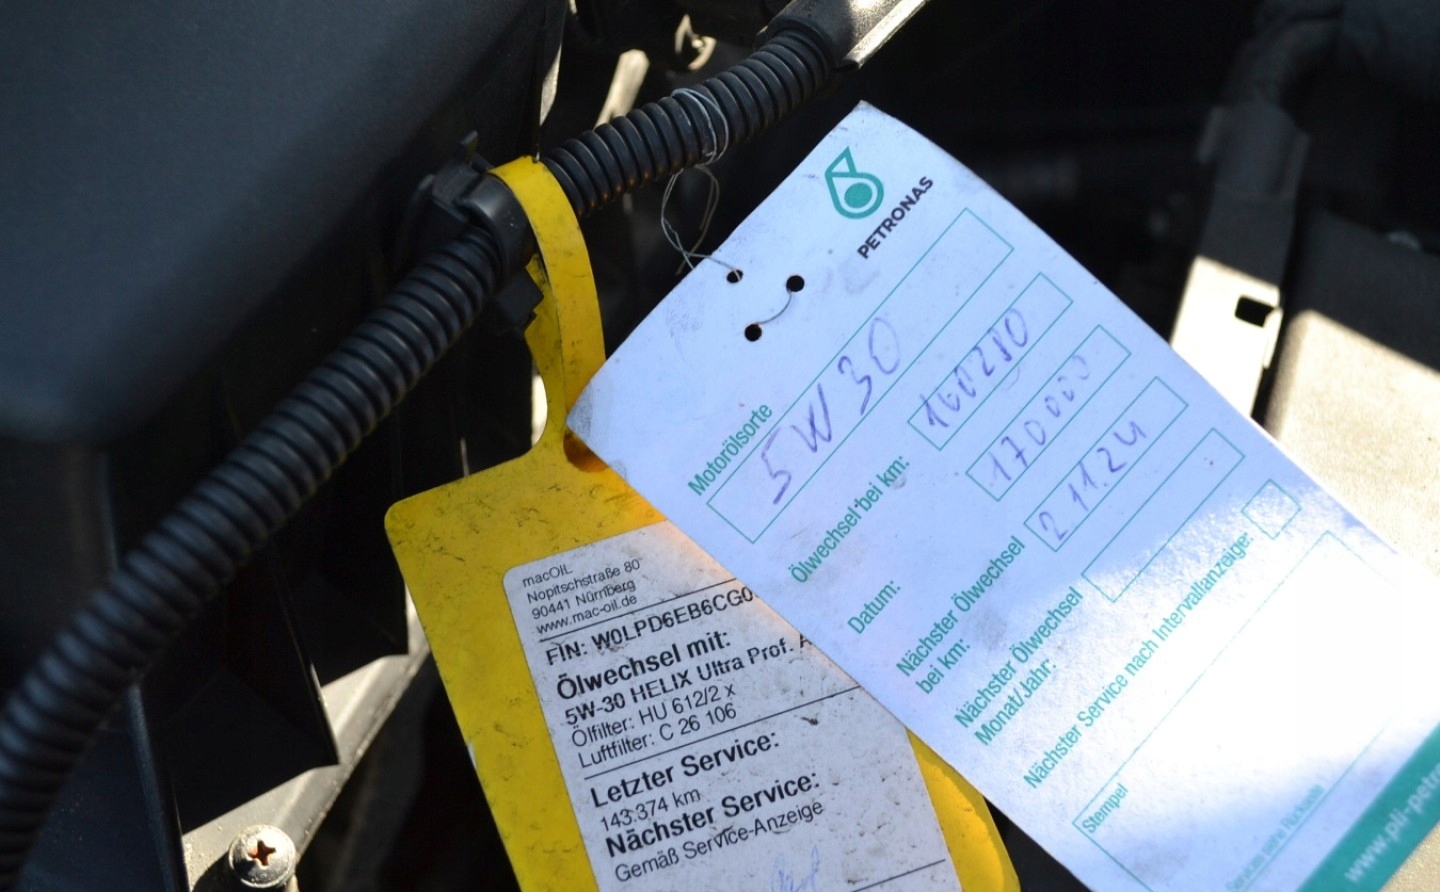 PETRONAS
Motorölsorte
5W30
Ölwechsel bei km:
160280
170000
Datum:
2 11.24
Nächster Ölwechsel
bei km:
Nächster Ölwechsel
Monat/Jahr:
Nächster Service nach Intervallanzeige:
Stempel
www.pli-petr
macOIL
Nopitschstraße 80
90441 Nürnberg
www.mac-oil.de
FIN: W0LPD6EB6CG0
Ölwechsel mit:
5W-30 HELIX Ultra Prof. A
Ölfilter: HU 612/2 x
Luftfilter: C 26 106
Letzter Service:
143.374 km
Nächster Service:
Gemäß Service-Anzeige